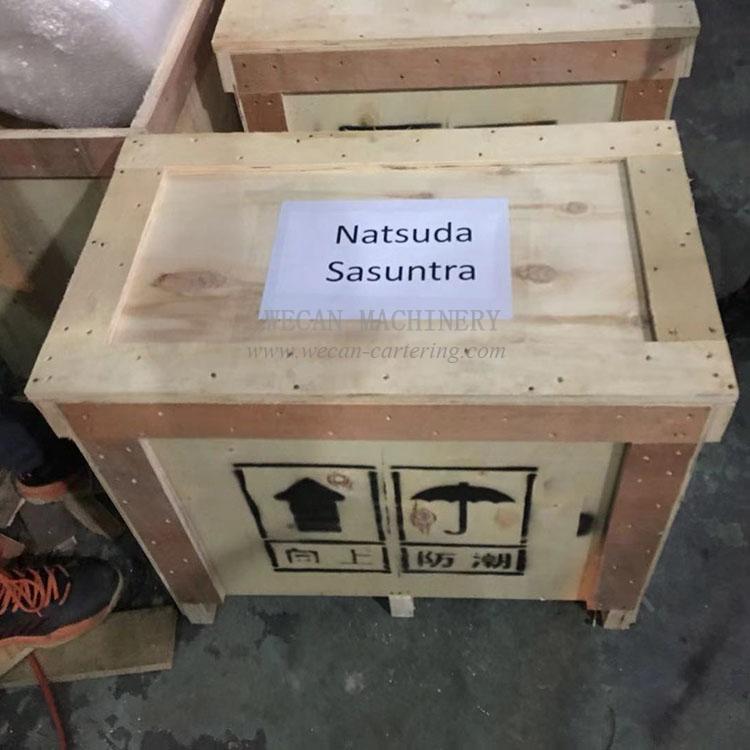 Natsuda
Sasuntra
WECAN MACHINERY
www.wecan-cartering.com
向上
防潮